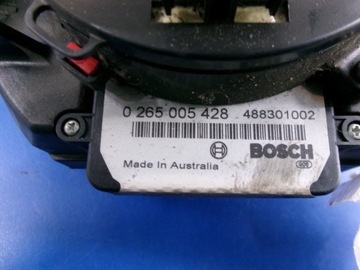 0 265 005 428 488301002
Made In Australia BOSCH